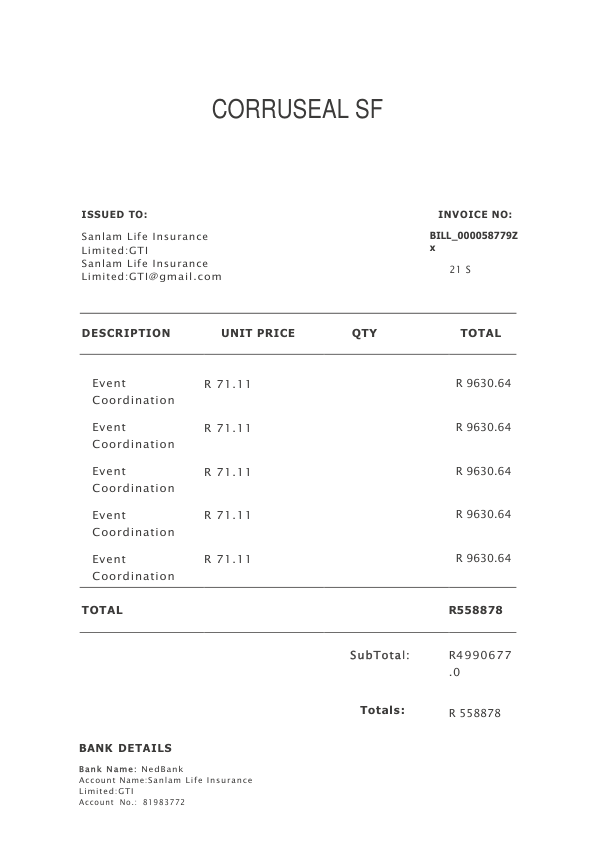 CORRUSEAL SF
ISSUED TO:
INVOICE NO:
Sanlam Life Insurance
Limited:GTI
Sanlam Life Insurance
Limited:GTI@gmail.com
BILL_000058779Z
x
21 S
DESCRIPTION UNIT PRICE QTY TOTAL
Event
Coordination
R 71.11
R 9630.64
Event
Coordination
R 71.11
R 9630.64
Event
Coordination
R 71.11
R 9630.64
Event
Coordination
R 71.11
R 9630.64
Event
Coordination
R 71.11
R 9630.64
TOTAL R558878
SubTotal: R4990677
.0
Totals: R 558878
BANK DETAILS
Bank Name: NedBank
Account Name:Sanlam Life Insurance
Limited:GTI
Account No.: 81983772